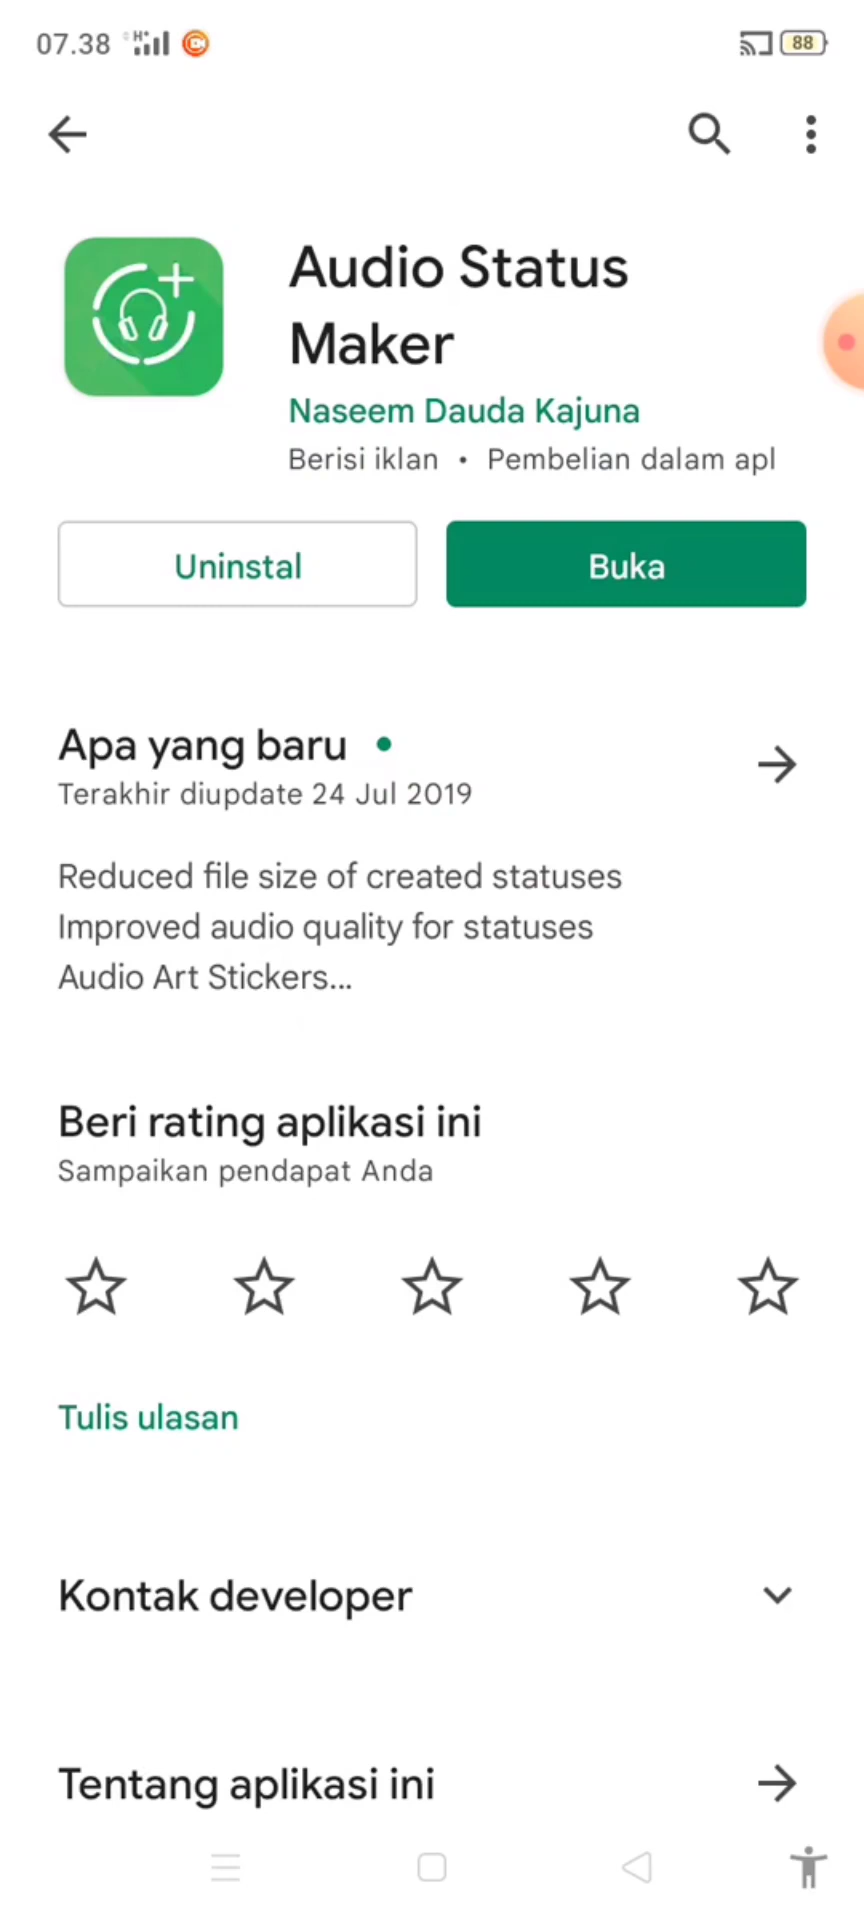 07.38 H+ 88
Audio Status
Maker
Naseem Dauda Kajuna
Berisi iklan • Pembelian dalam apl
Uninstal Buka
Apa yang baru •
Terakhir diupdate 24 Jul 2019
Reduced file size of created statuses
Improved audio quality for statuses
Audio Art Stickers...
Beri rating aplikasi ini
Sampaikan pendapat Anda
Tulis ulasan
Kontak developer
Tentang aplikasi ini